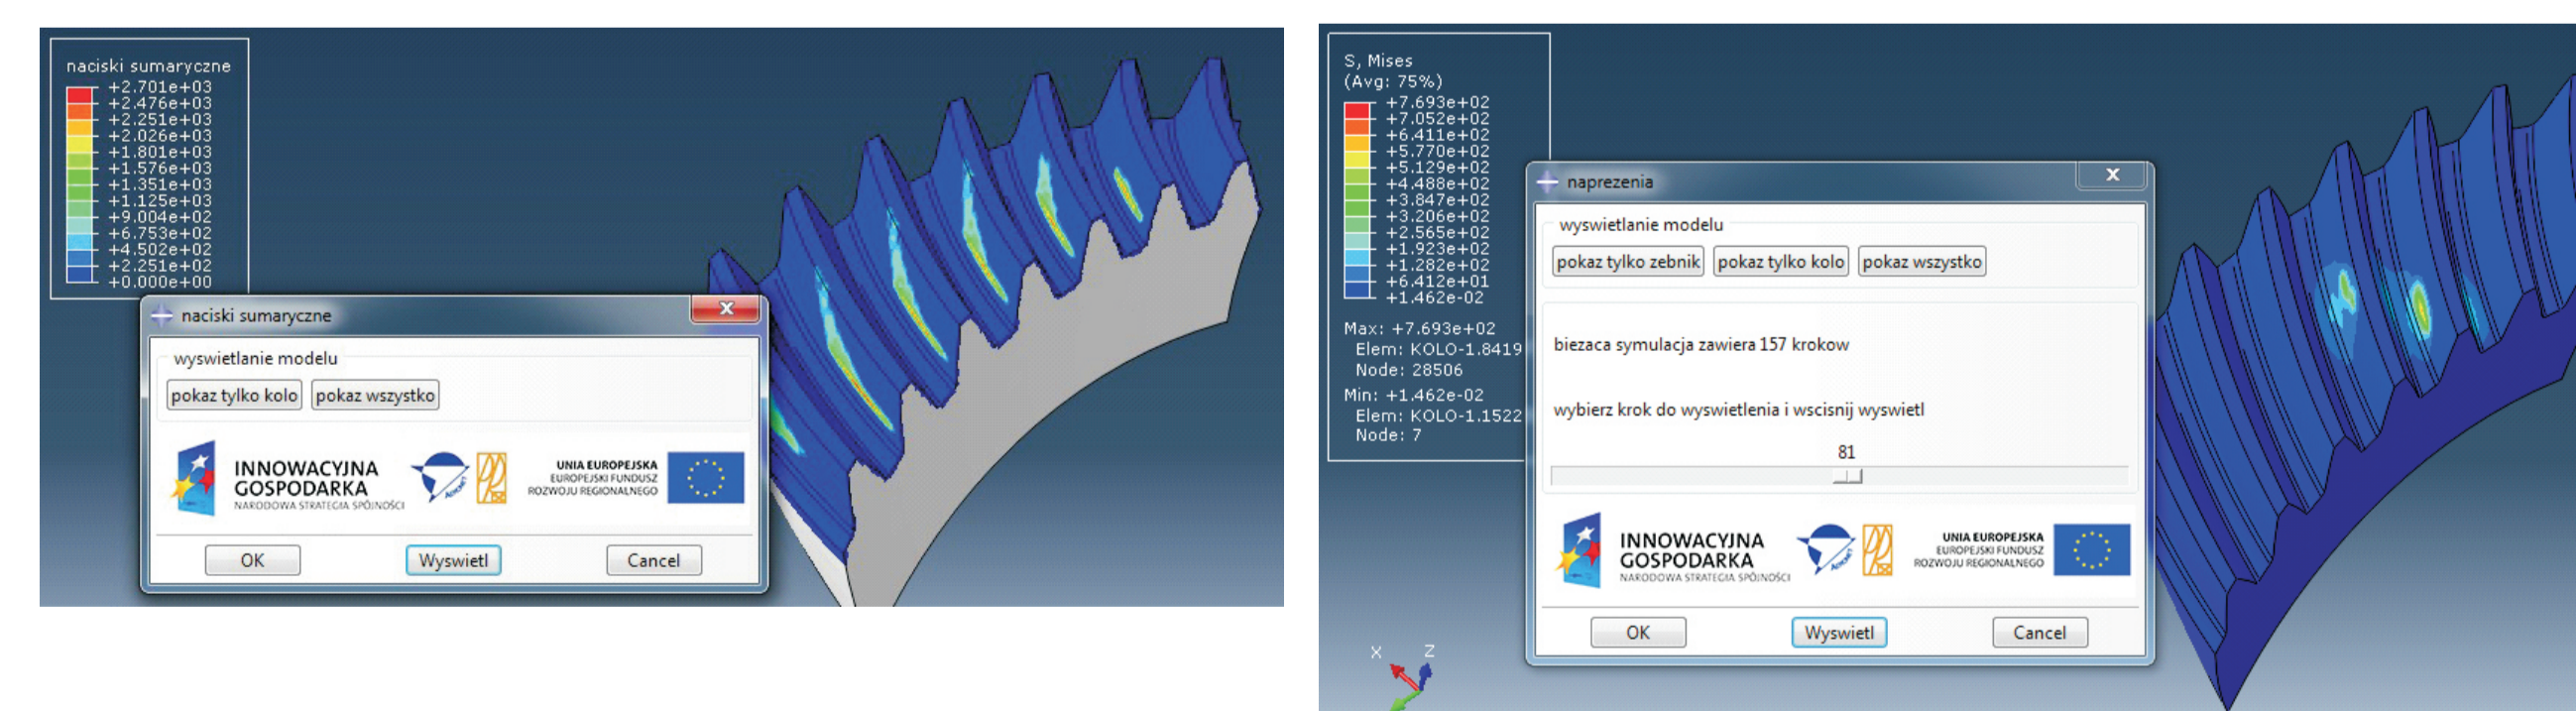 naciski sumaryczne
+2.701e+03
+2.476e+03
+2.251e+03
+2.026e+03
+1.801e+03
+1.576e+03
+1.351e+03
+1.125e+03
+9.004e+02
+6.753e+02
+4.502e+02
+2.251e+02
+0.000e+00
naciski sumaryczne
wyswietlanie modelu
pokaz tylko kolo pokaz wszystko
INNOWACYJNA
GOSPODARKA
NARODOWA STRATEGIA SPÓJNOŚCI
UNIA EUROPEJSKA
EUROPEJSKI FUNDUSZ
ROZWOJU REGIONALNEGO
OK Wyswietl Cancel
S, Mises
(Avg: 75%)
+7.693e+02
+7.052e+02
+6.411e+02
+5.770e+02
+5.129e+02
+4.488e+02
+3.847e+02
+3.206e+02
+2.565e+02
+1.923e+02
+1.282e+02
+6.412e+01
+1.462e-02
Max: +7.693e+02
Elem: KOLO-1.8419
Node: 28506
Min: +1.462e-02
Elem: KOLO-1.1522
Node: 7
naprezenia
wyswietlanie modelu
pokaz tylko zebnik pokaz tylko kolo pokaz wszystko
biezaca symulacja zawiera 157 krokow
wybierz krok do wyswietlenia i wscisnij wyswietl
81
INNOWACYJNA
GOSPODARKA
NARODOWA STRATEGIA SPÓJNOŚCI
UNIA EUROPEJSKA
EUROPEJSKI FUNDUSZ
ROZWOJU REGIONALNEGO
OK Wyswietl Cancel
X Z